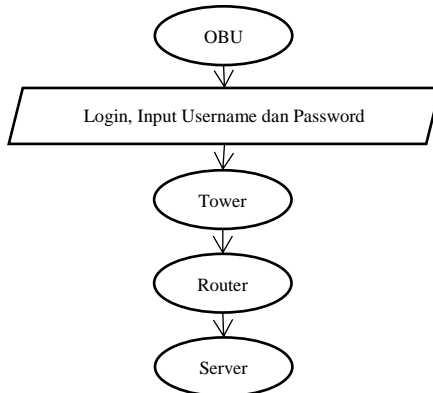 OBU
Login, Input Username dan Password
Tower
Router
Server